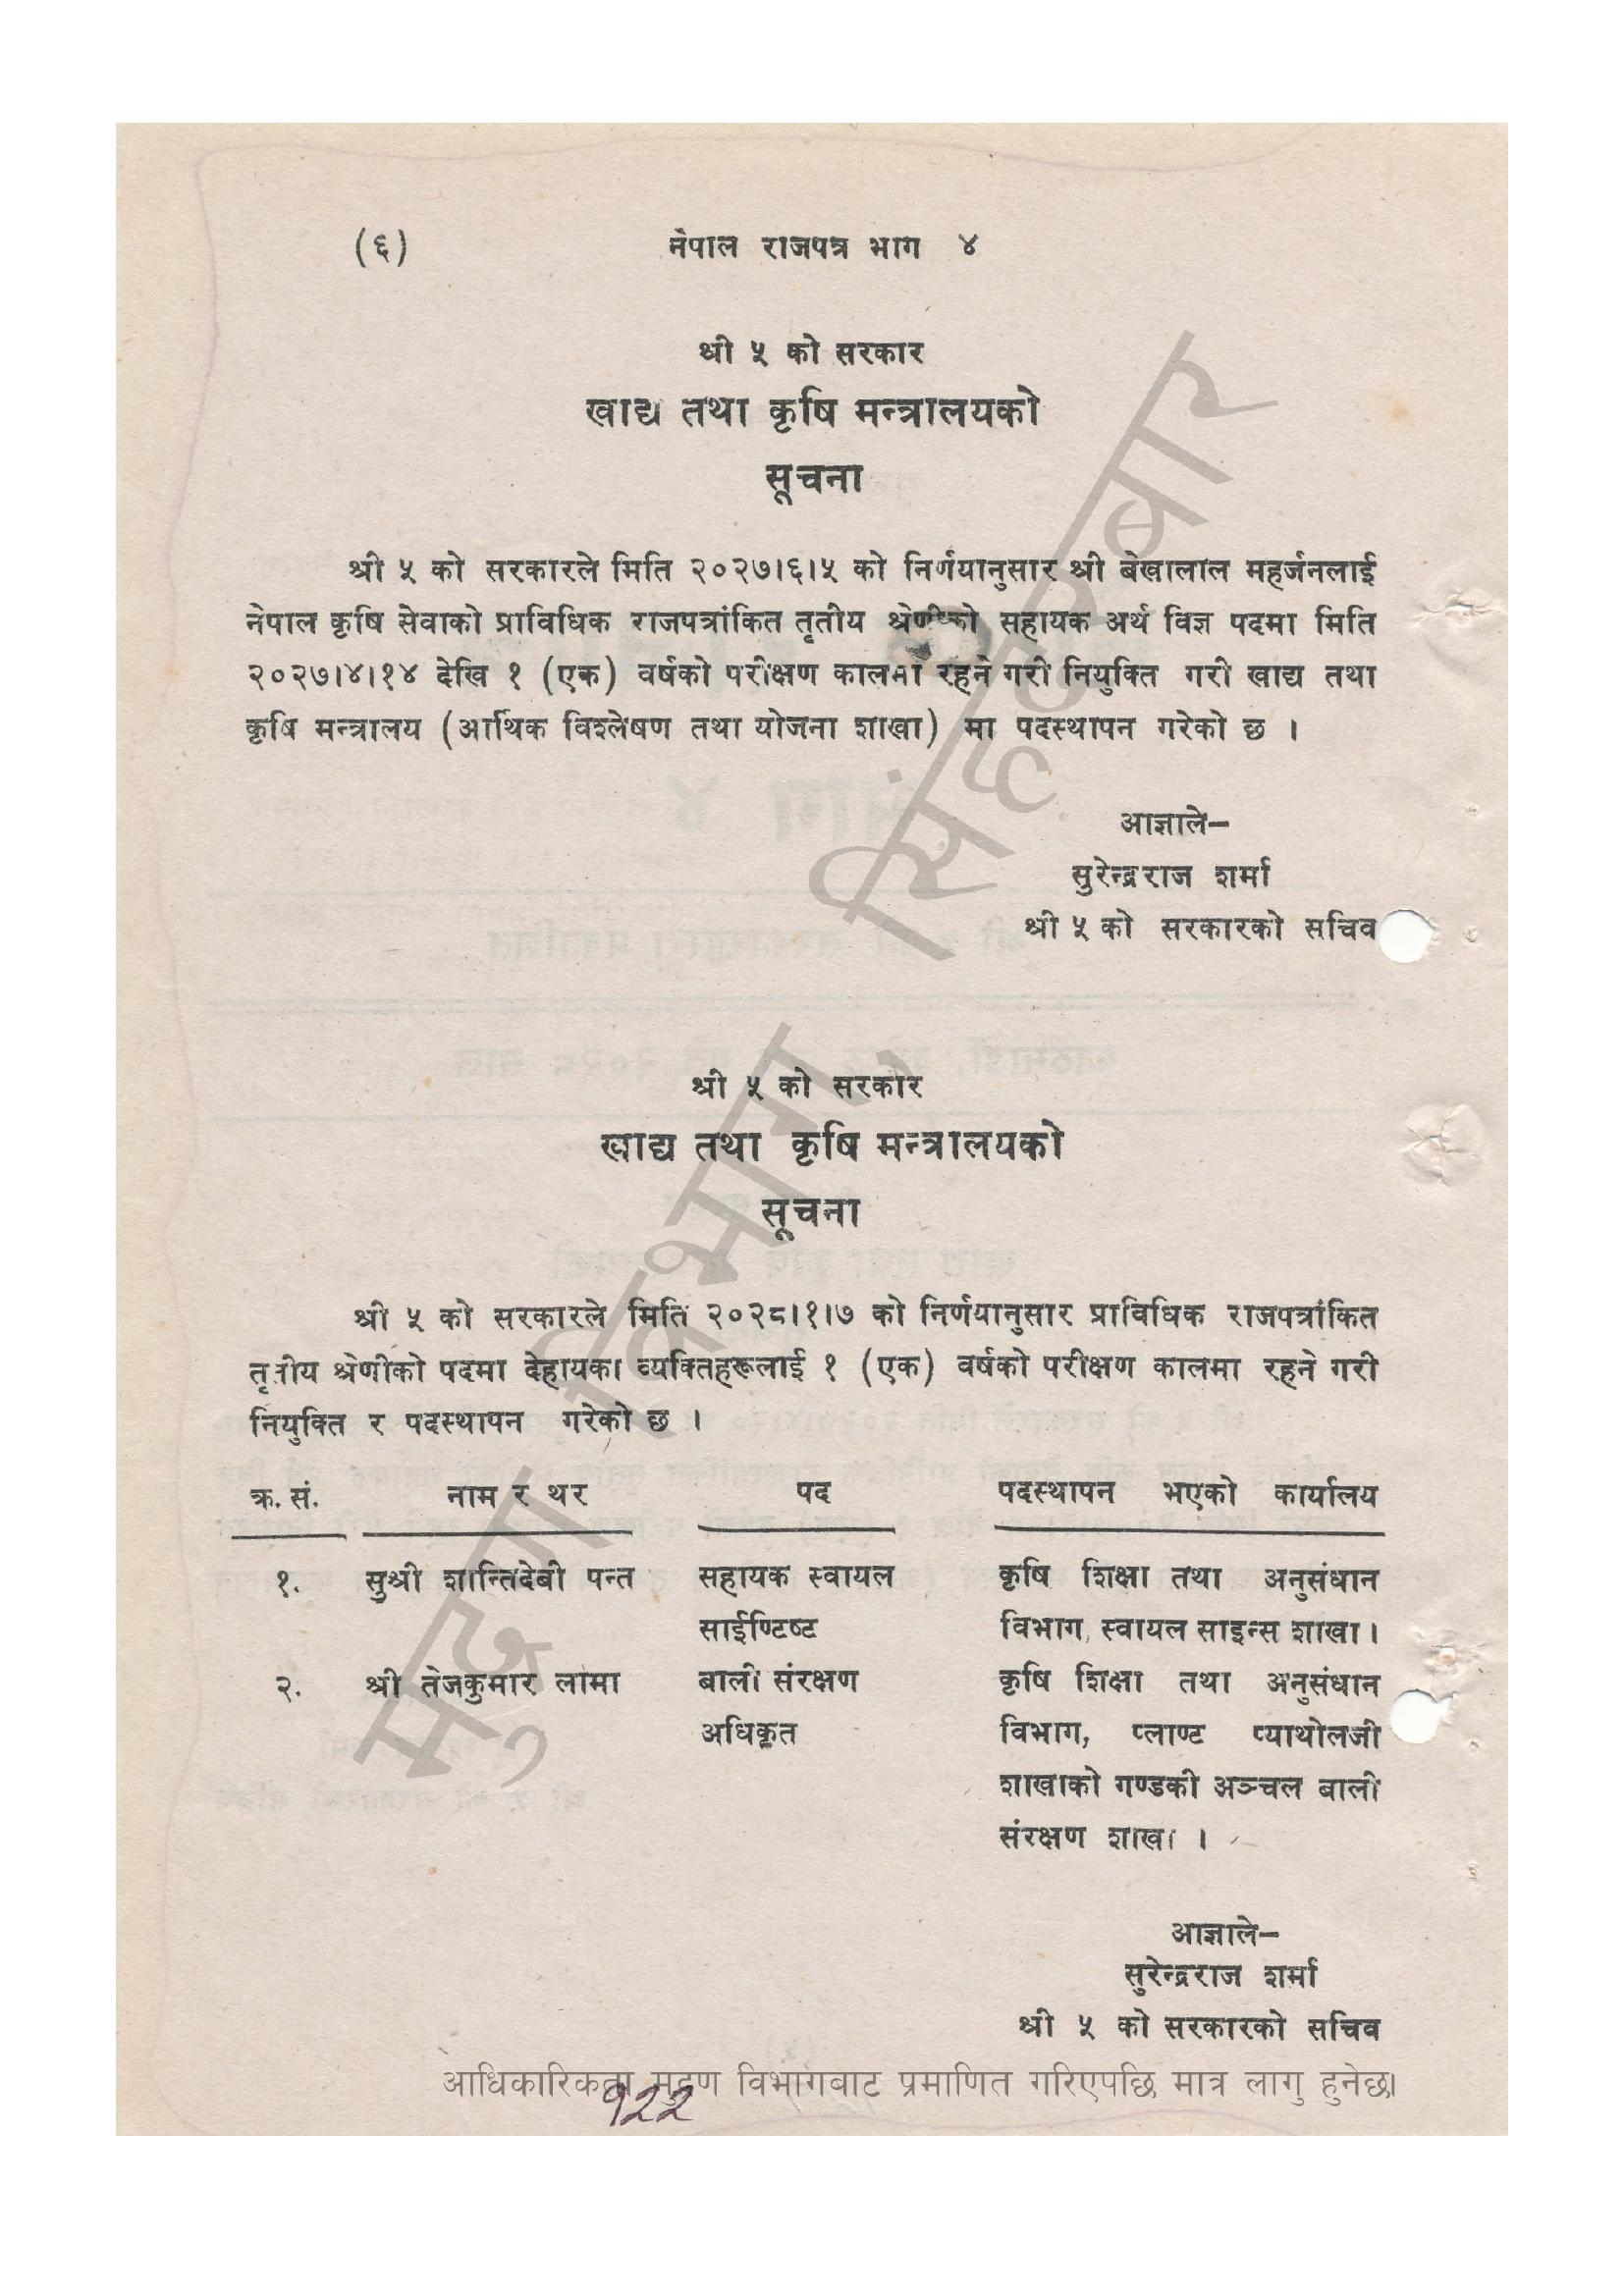 (६) नेपाल राजपत्र भाग ४
श्री ५ को सरकार
खाद्य तथा कृषि मन्त्रालयको
सूचना
श्री ५ को सरकारले मिति २०२७।६।५ को निर्णयानुसार श्री बेखालाल महर्जनलाई
नेपाल कृषि सेवाको प्राविधिक राजपत्रांकित तृतीय श्रेणीको सहायक अर्थ विज्ञ पदमा मिति
२०२७।४।१४ देखि १ (एक) वर्षको परीक्षण कालमा रहने गरी नियुक्ति गरी खाद्य तथा
कृषि मन्त्रालय (आर्थिक विश्लेषण तथा योजना शाखा) मा पदस्थापन गरेको छ ।
आज्ञाले–
सुरेन्द्रराज शर्मा
श्री ५ को सरकारको सचिव
श्री ५ को सरकार
खाद्य तथा कृषि मन्त्रालयको
सूचना
श्री ५ को सरकारले मिति २०२८।१।७ को निर्णयानुसार प्राविधिक राजपत्रांकित
तृतीय श्रेणीको पदमा देहायका व्यक्तिहरूलाई १ (एक) वर्षको परीक्षण कालमा रहने गरी
नियुक्ति र पदस्थापन गरेको छ ।
क्र. सं. नाम र थर पद पदस्थापन भएको कार्यालय
१. सुश्री शान्तिदेबी पन्त सहायक स्वायल कृषि शिक्षा तथा अनुसंधान
साईण्टिष्ट विभाग, स्वायल साइन्स शाखा।
२. श्री तेजकुमार लामा बाली संरक्षण कृषि शिक्षा तथा अनुसंधान
अधिकृत विभाग, प्लाण्ट प्याथोलजी
शाखाको गण्डकी अञ्चल बाली
संरक्षण शाखा ।
आज्ञाले–
सुरेन्द्रराज शर्मा
श्री ५ को सरकारको सचिव
आधिकारिकता मुद्रण विभागबाट प्रमाणित गरिएपछि मात्र लागु हुनेछ।
१२२
मुद्रण विभाग, सिंहदरबार